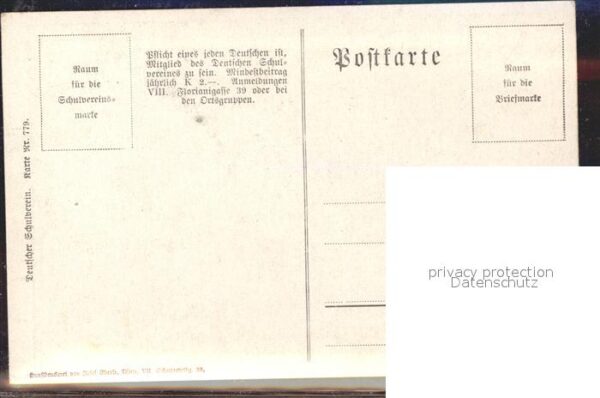 Raum
für die
Schulvereins-
marke
Pflicht eines jeden Deutschen ist,
Mitglied des Deutschen Schul-
vereines zu sein. Mindestbeitrag
jährlich K 2.—. Anmeldungen
VIII. Florianigasse 39 oder bei
den Ortsgruppen.
Postkarte
Raum
für die
Briefmarke
Deutscher Schulverein. Karte Nr. 779.
privacy protection
Datenschutz
Wien, VII